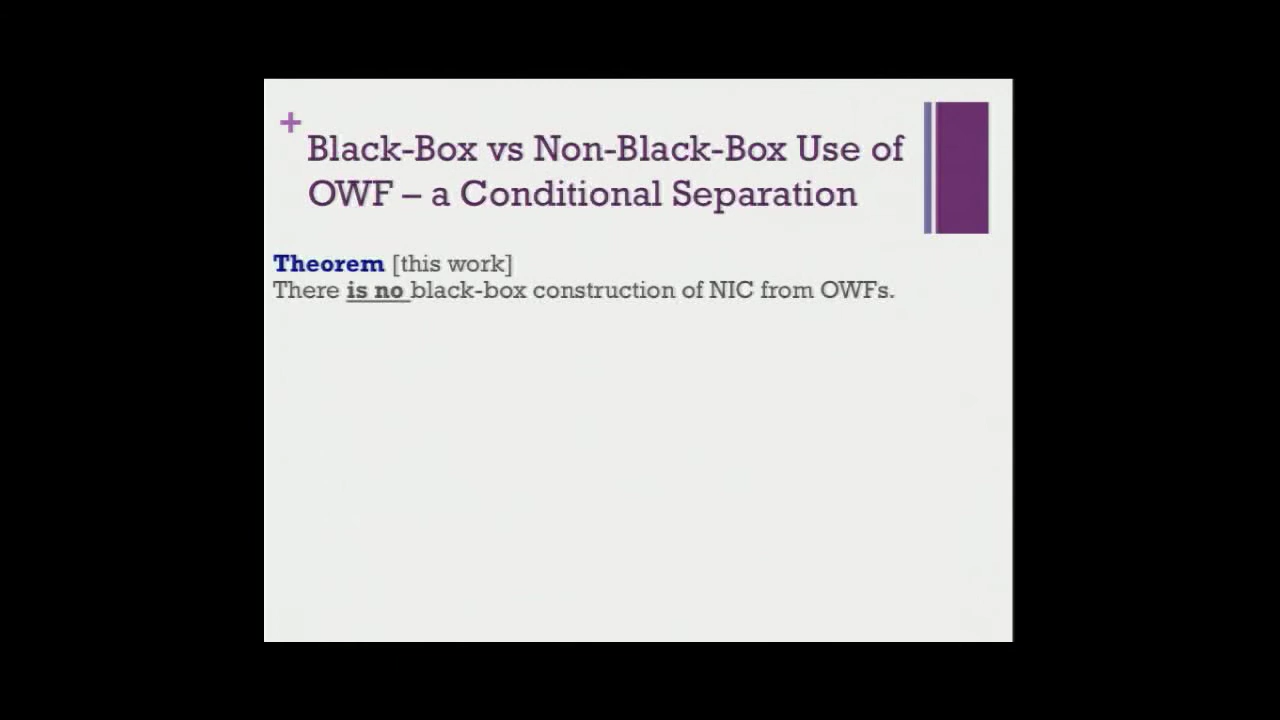 +
Black-Box vs Non-Black-Box Use of
OWF – a Conditional Separation
Theorem [this work]
There is no black-box construction of NIC from OWFs.